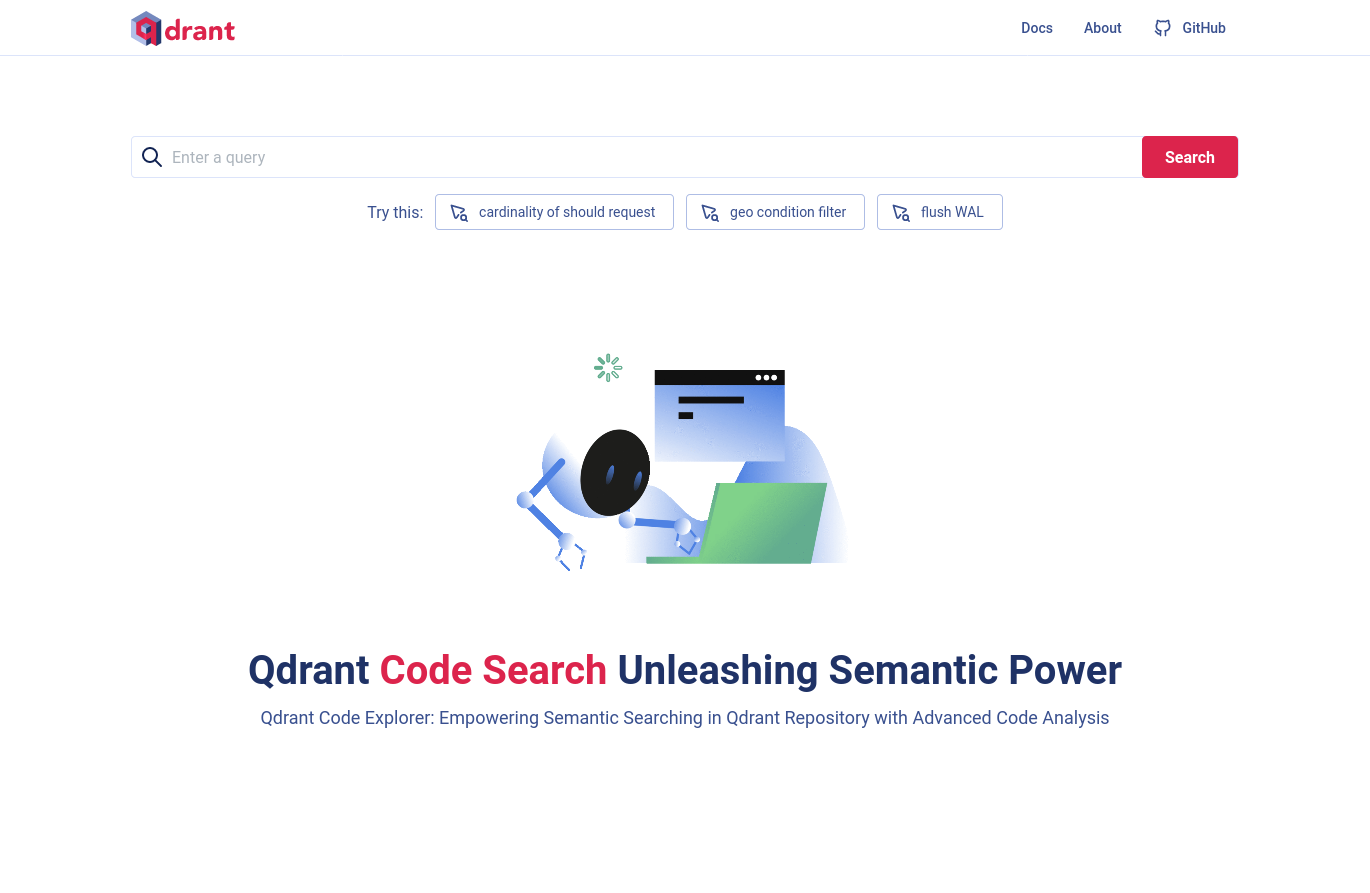 qdrant
Docs About GitHub
Enter a query Search
Try this: cardinality of should request geo condition filter flush WAL
Qdrant Code Search Unleashing Semantic Power
Qdrant Code Explorer: Empowering Semantic Searching in Qdrant Repository with Advanced Code Analysis